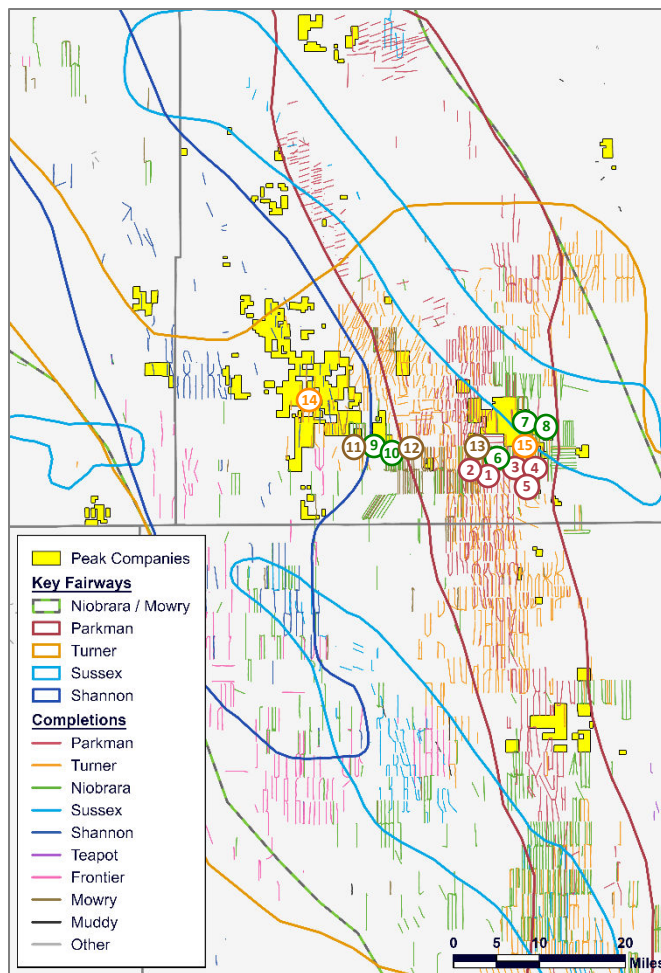 7
8
14
11
9
10
12
13
6
15
2
1
3
4
5
Peak Companies
Key Fairways
Niobrara / Mowry
Parkman
Turner
Sussex
Shannon
Completions
Parkman
Turner
Niobrara
Sussex
Shannon
Teapot
Frontier
Mowry
Muddy
Other
0 5 10 20
Miles